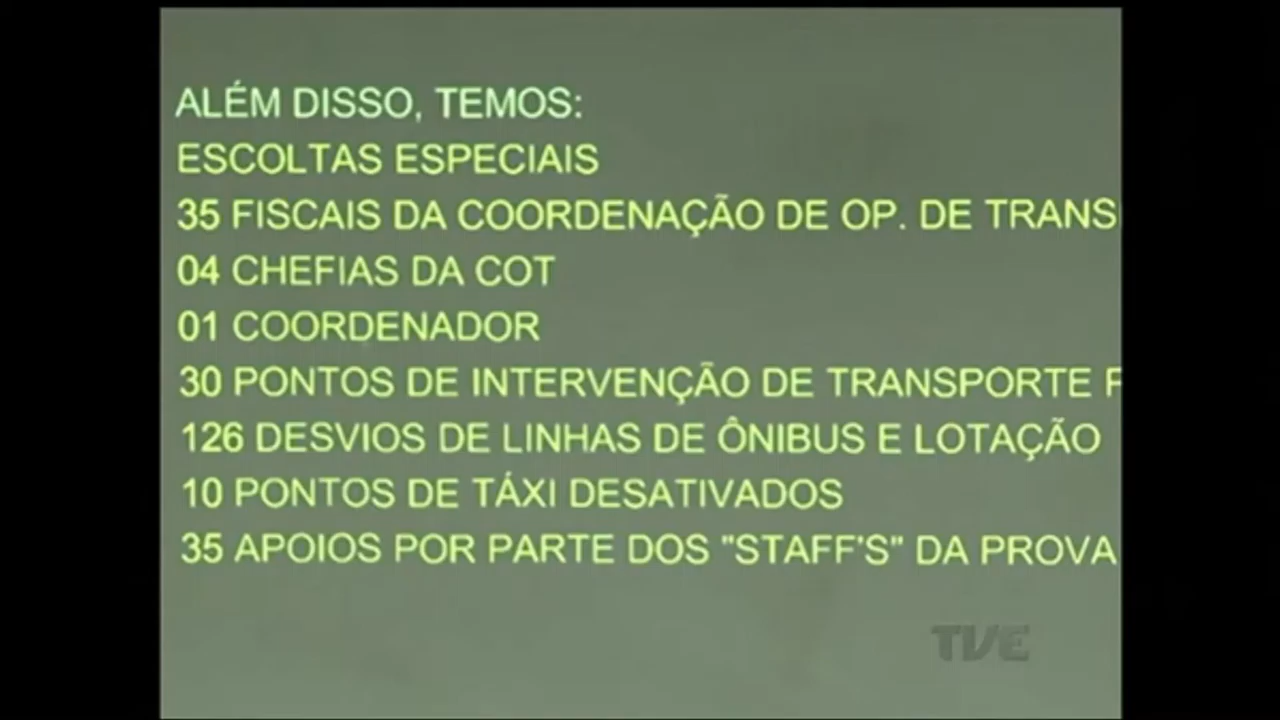 ALÉM DISSO, TEMOS:
ESCOLTAS ESPECIAIS
35 FISCAIS DA COORDENAÇÃO DE OP. DE TRANS
04 CHEFIAS DA COT
01 COORDENADOR
30 PONTOS DE INTERVENÇÃO DE TRANSPORTE
126 DESVIOS DE LINHAS DE ÔNIBUS E LOTAÇÃO
10 PONTOS DE TÁXI DESATIVADOS
35 APOIOS POR PARTE DOS "STAFF'S" DA PROVA
TVE